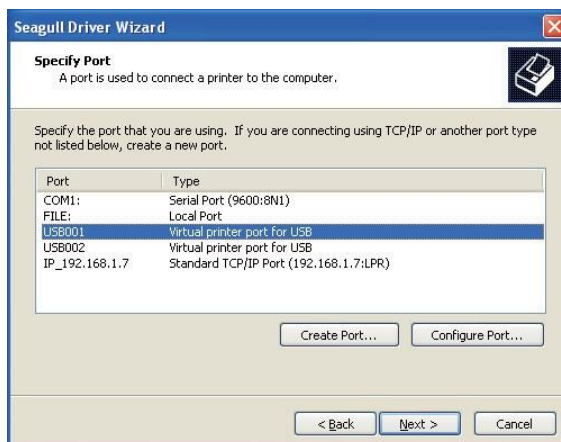 Seagull Driver Wizard
Specify Port
A port is used to connect a printer to the computer.
Specify the port that you are using. If you are connecting using TCP/IP or another port type
not listed below, create a new port.
Port Type
COM1: Serial Port (9600:8N1)
FILE: Local Port
USB001 Virtual printer port for USB
USB002 Virtual printer port for USB
IP_192.168.1.7 Standard TCP/IP Port (192.168.1.7:LPR)
Create Port... Configure Port...
< Back Next > Cancel